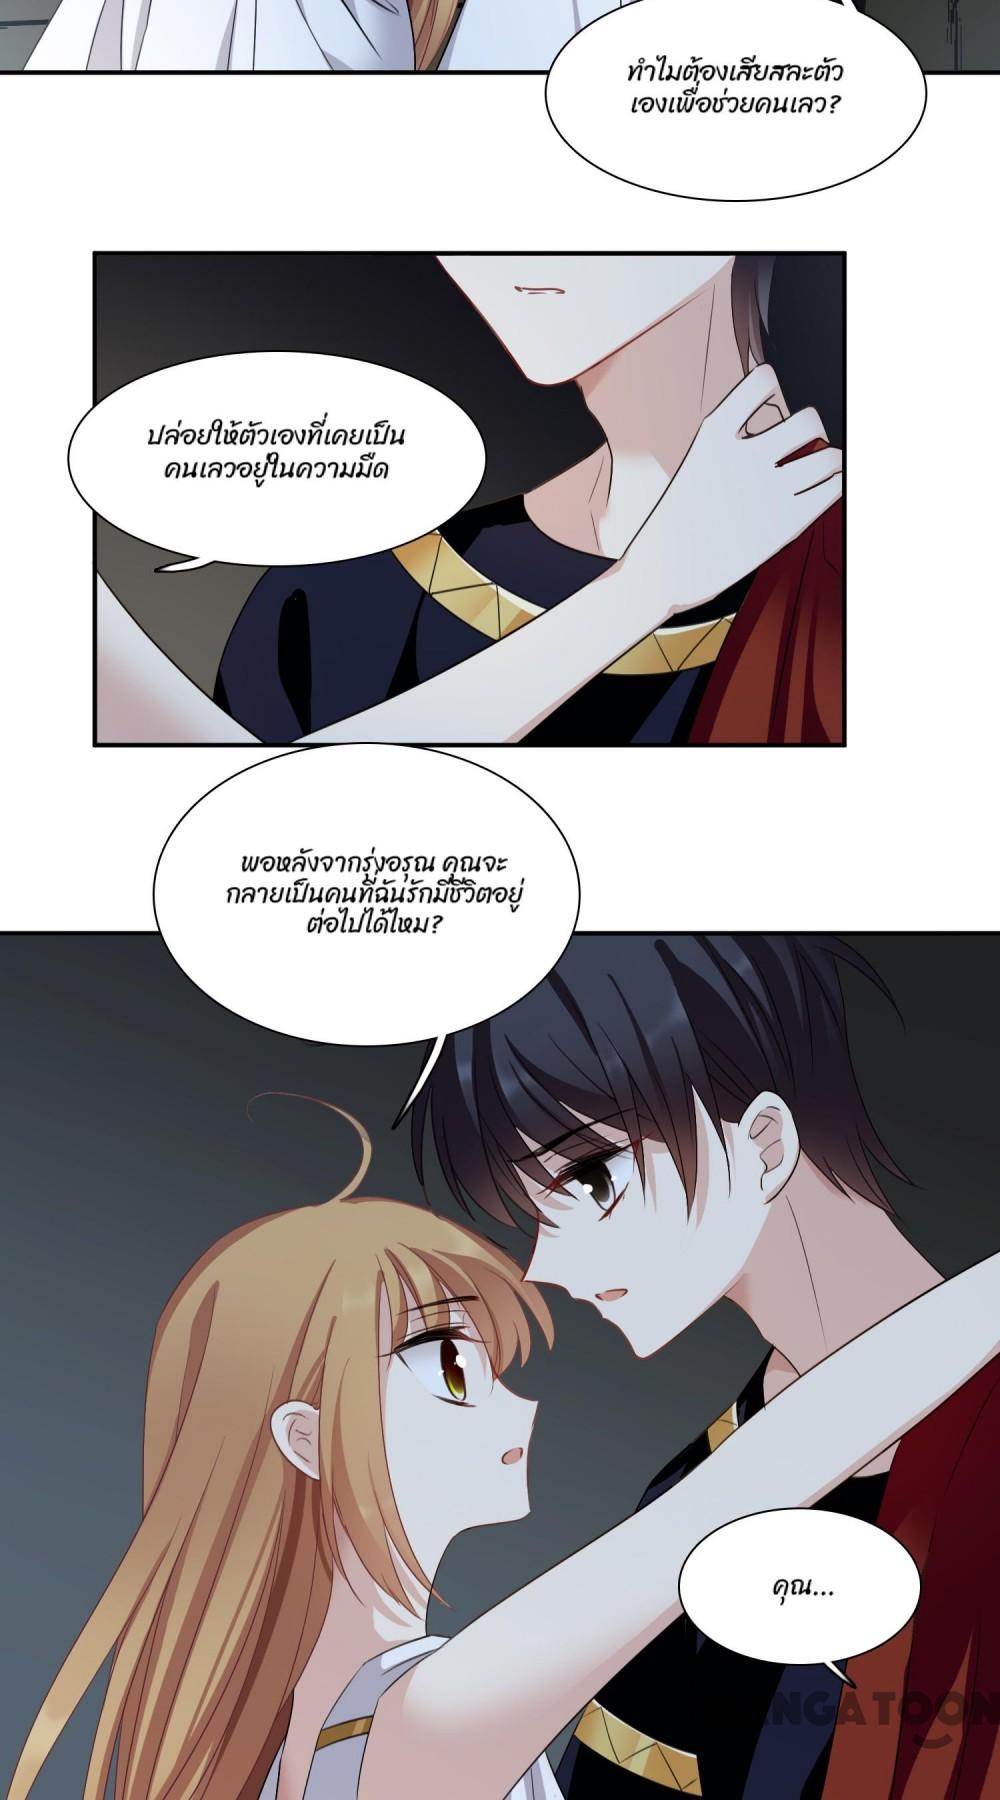 ทำไมต้องเสียสละตัว
เองเพื่อช่วยคนเลว?
ปล่อยให้ตัวเองที่เคยเป็น
คนเลวอยู่ในความมืด
พอหลังจากรุ่งอรุณ คุณจะ
กลายเป็นคนที่ฉันรักมีชีวิตอยู่
ต่อไปได้ไหม?
คุณ...
MANGATOON